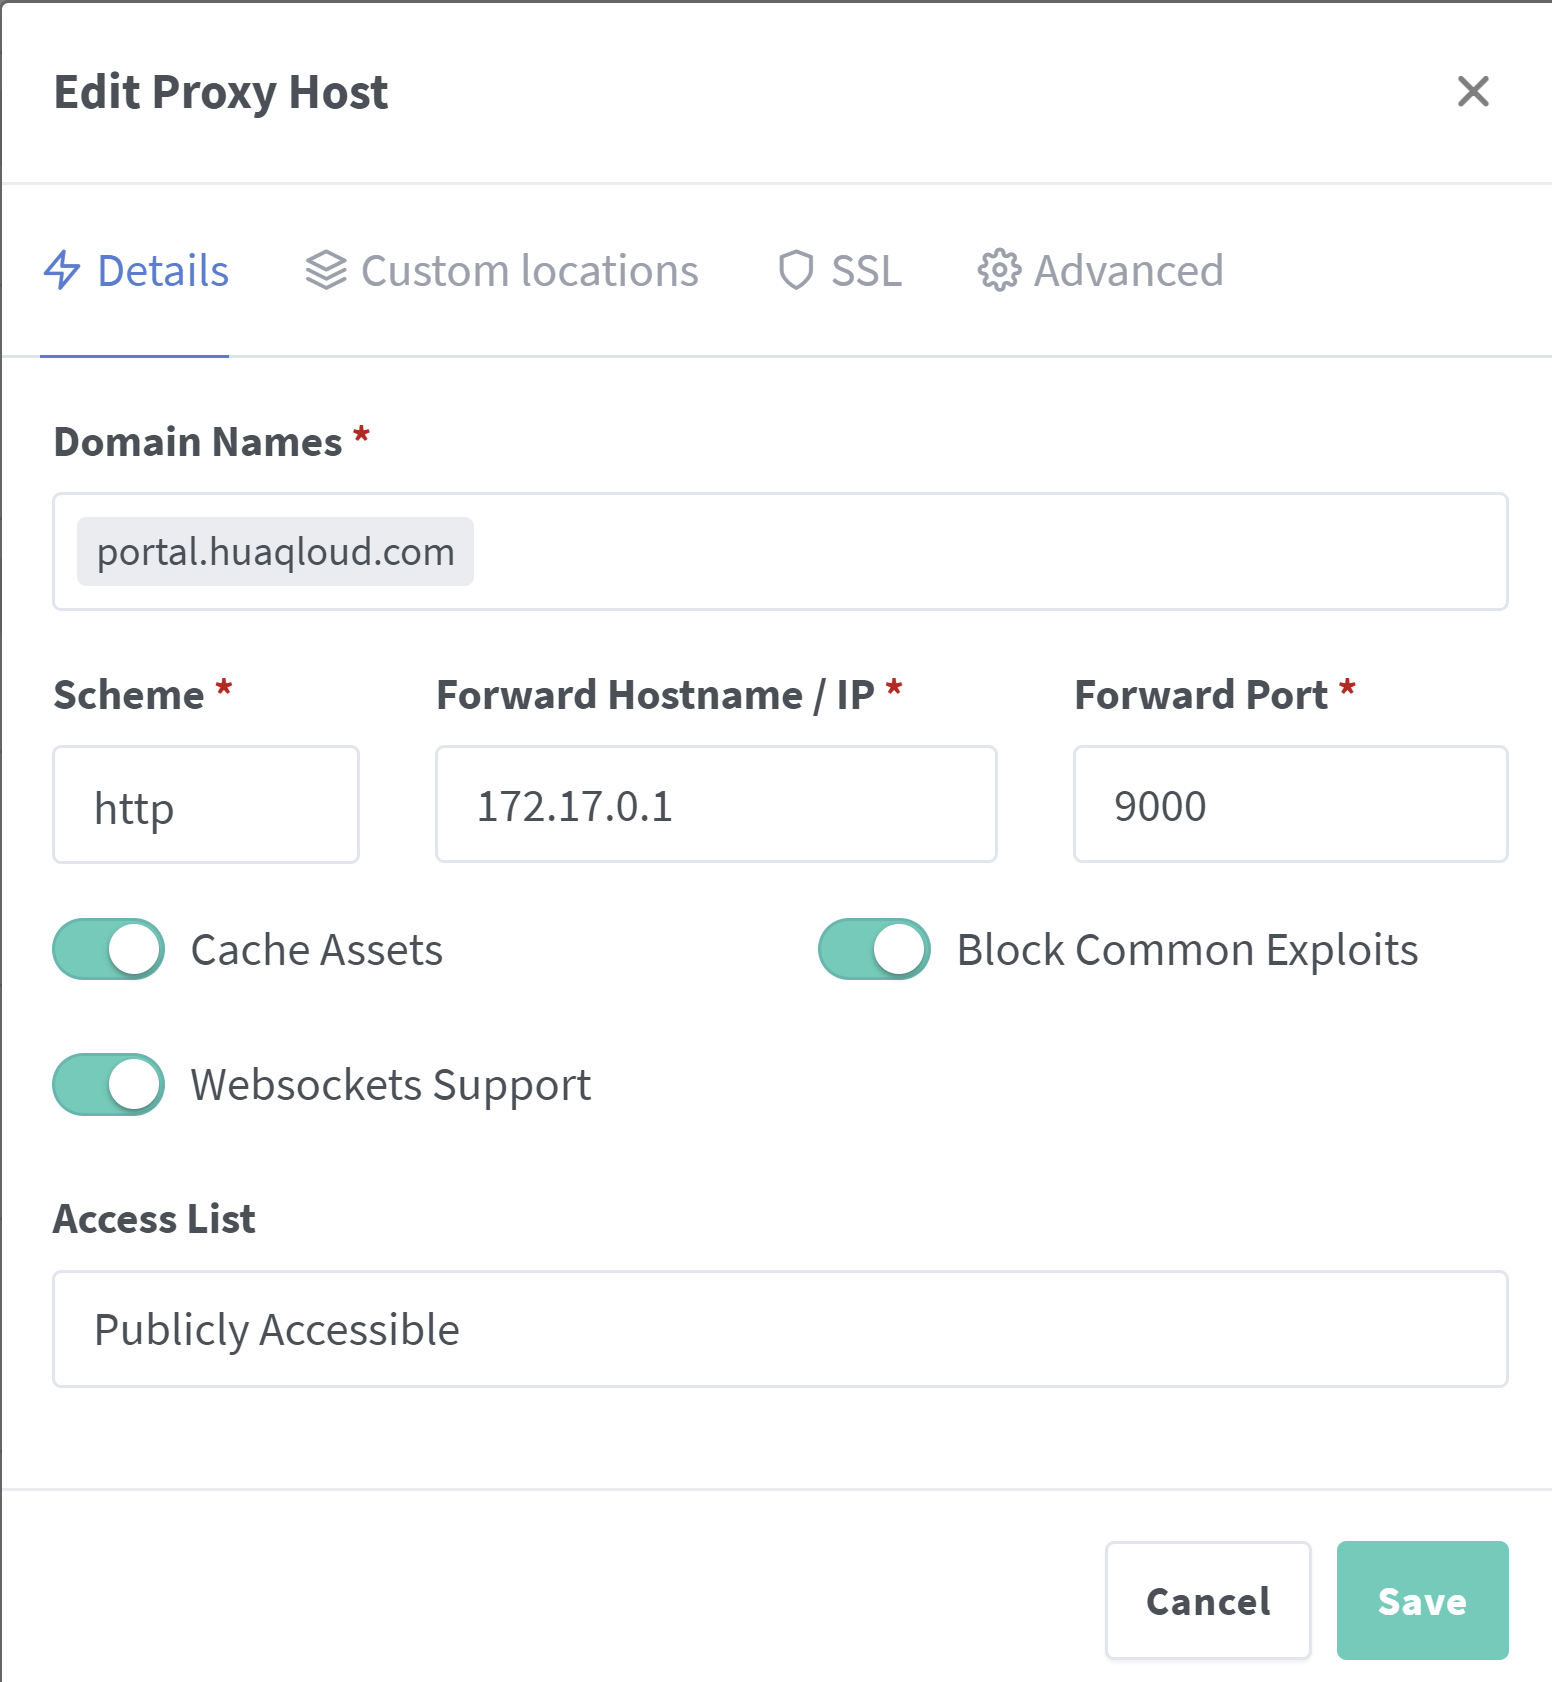 Edit Proxy Host
Details Custom locations SSL Advanced
Domain Names *
portal.huaqloud.com
Scheme * Forward Hostname / IP * Forward Port *
http 172.17.0.1 9000
Cache Assets Block Common Exploits
Websockets Support
Access List
Publicly Accessible
Cancel Save